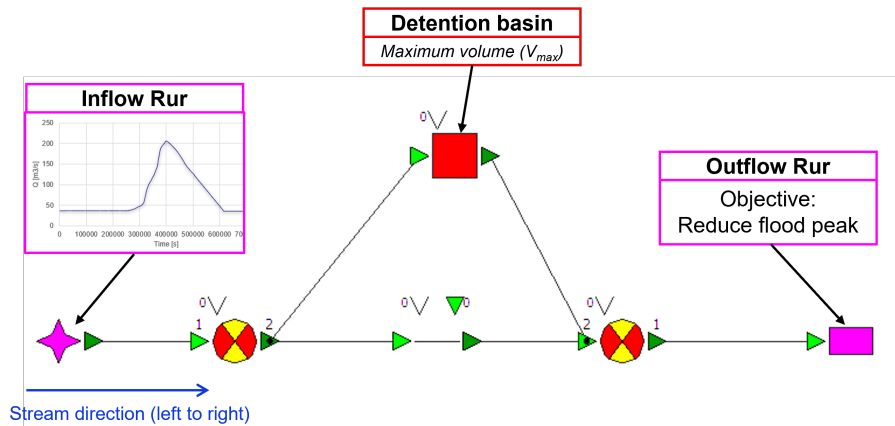 Detention basin
Maximum volume (Vmax)
Inflow Rur
250
200
150
100
50
0
Q [m3/s]
0 100000 200000 300000 400000 500000 600000 70
Time [s]
0
Outflow Rur
Objective:
Reduce flood peak
0 0 0 0
1 2 2 1
Stream direction (left to right)